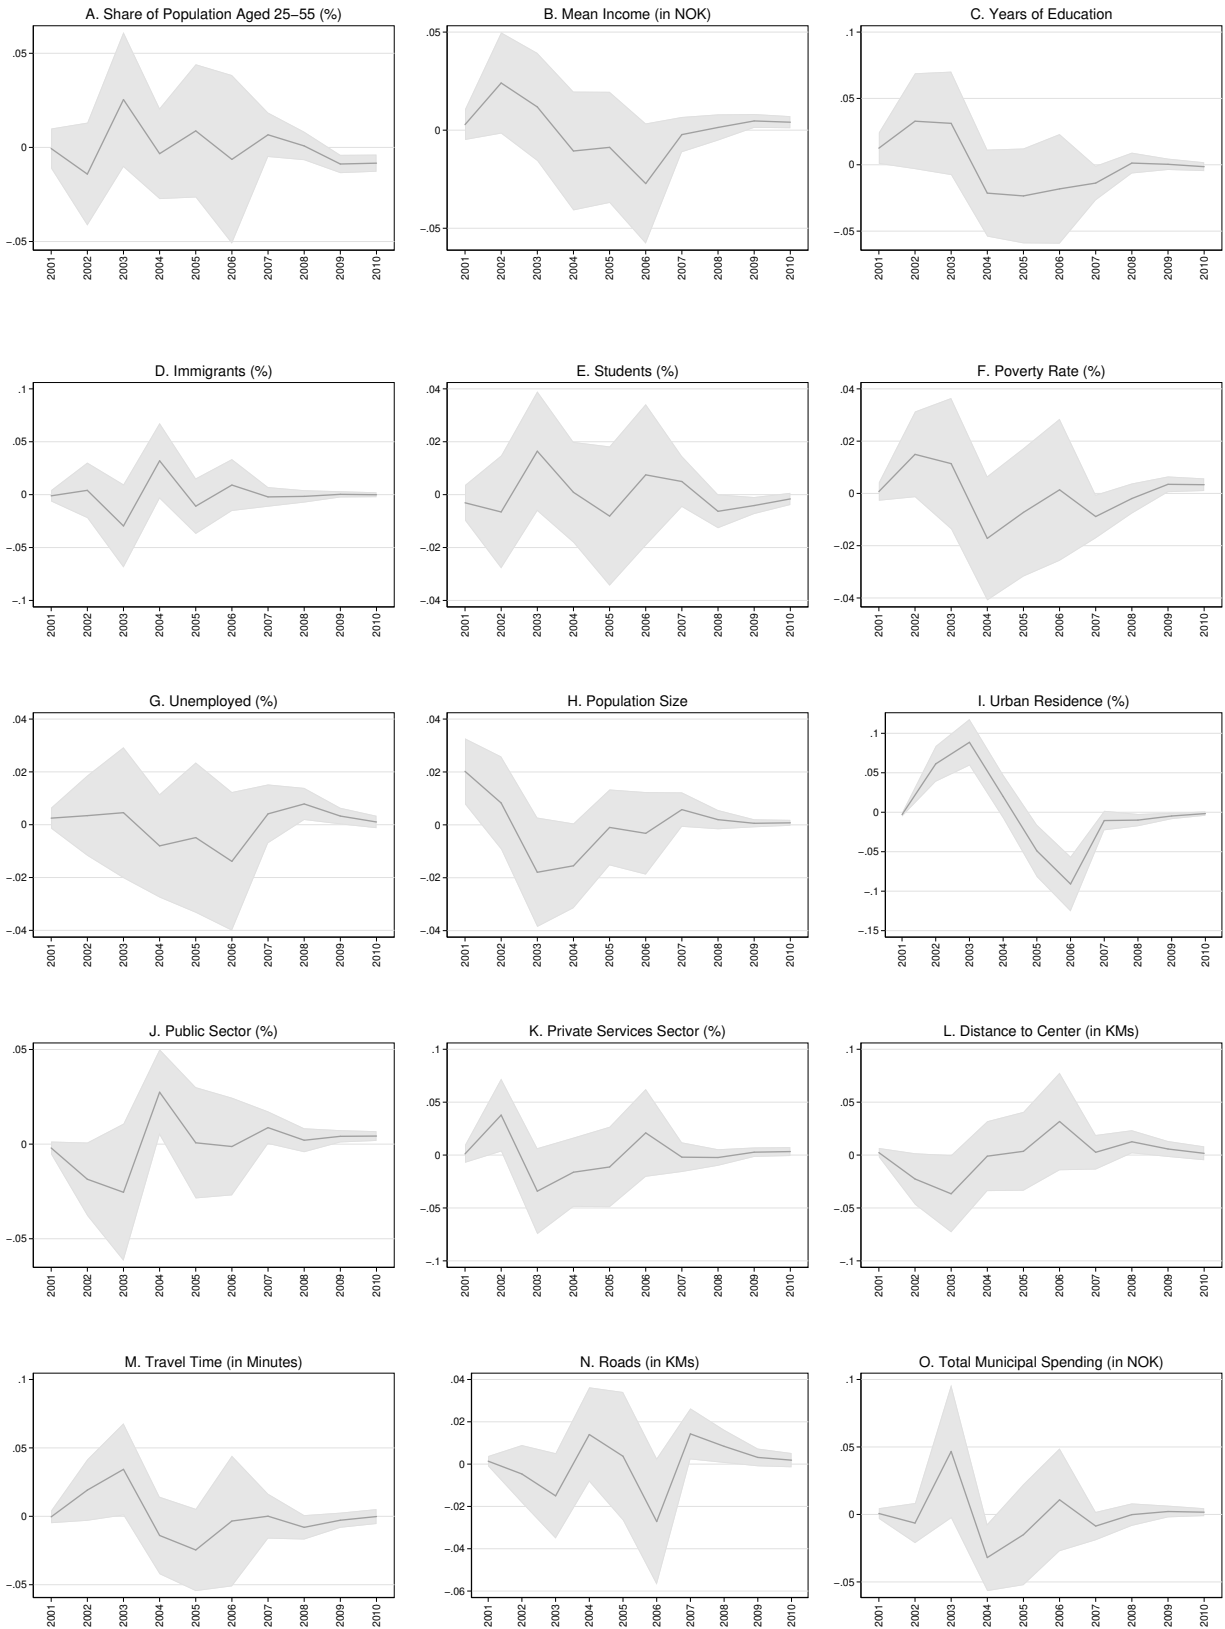 A. Share of Population Aged 25−55 (%)
.05
0
−.05
2001 2002 2003 2004 2005 2006 2007 2008 2009 2010
B. Mean Income (in NOK)
.05
0
−.05
2001 2002 2003 2004 2005 2006 2007 2008 2009 2010
C. Years of Education
.1
.05
0
−.05
2001 2002 2003 2004 2005 2006 2007 2008 2009 2010
D. Immigrants (%)
.1
.05
0
−.05
−.1
2001 2002 2003 2004 2005 2006 2007 2008 2009 2010
E. Students (%)
.04
.02
0
−.02
−.04
2001 2002 2003 2004 2005 2006 2007 2008 2009 2010
F. Poverty Rate (%)
.04
.02
0
−.02
−.04
2001 2002 2003 2004 2005 2006 2007 2008 2009 2010
G. Unemployed (%)
.04
.02
0
−.02
−.04
2001 2002 2003 2004 2005 2006 2007 2008 2009 2010
H. Population Size
.04
.02
0
−.02
−.04
2001 2002 2003 2004 2005 2006 2007 2008 2009 2010
I. Urban Residence (%)
.1
.05
0
−.05
−.1
−.15
2001 2002 2003 2004 2005 2006 2007 2008 2009 2010
J. Public Sector (%)
.05
0
−.05
2001 2002 2003 2004 2005 2006 2007 2008 2009 2010
K. Private Services Sector (%)
.1
.05
0
−.05
−.1
2001 2002 2003 2004 2005 2006 2007 2008 2009 2010
L. Distance to Center (in KMs)
.1
.05
0
−.05
−.1
2001 2002 2003 2004 2005 2006 2007 2008 2009 2010
M. Travel Time (in Minutes)
.1
.05
0
−.05
2001 2002 2003 2004 2005 2006 2007 2008 2009 2010
N. Roads (in KMs)
.04
.02
0
−.02
−.04
−.06
2001 2002 2003 2004 2005 2006 2007 2008 2009 2010
O. Total Municipal Spending (in NOK)
.1
.05
0
−.05
2001 2002 2003 2004 2005 2006 2007 2008 2009 2010